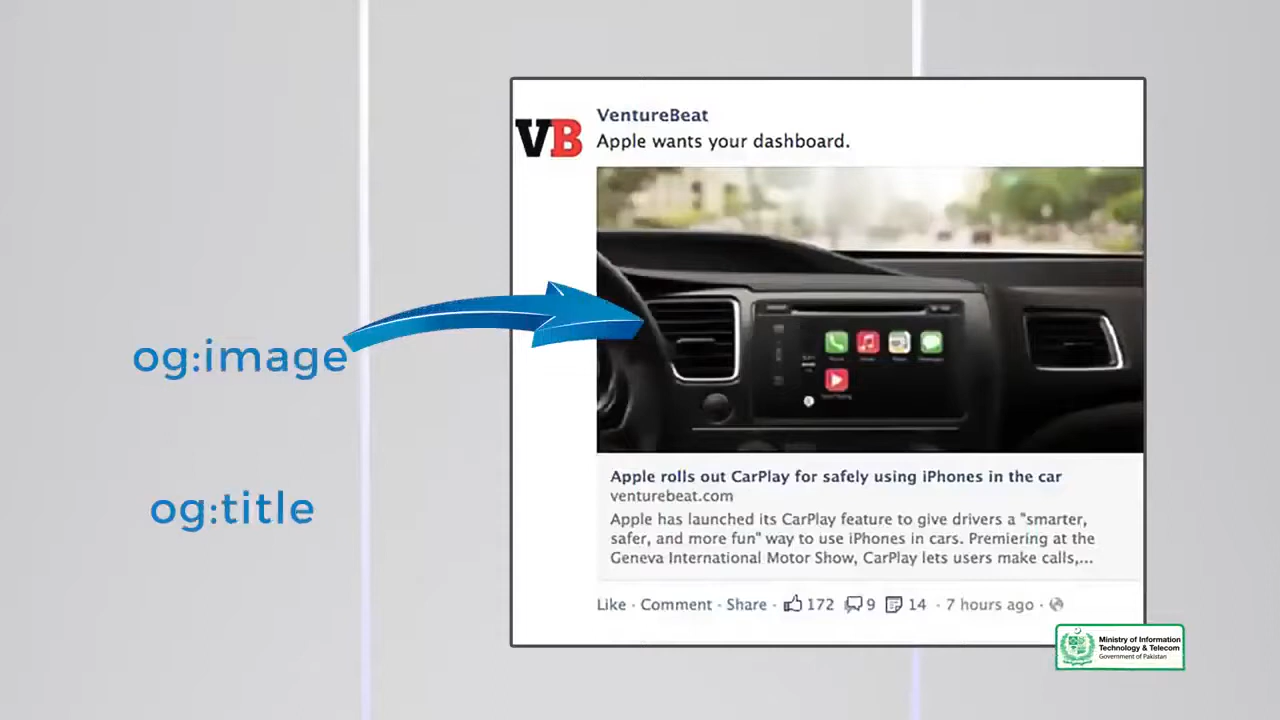 VentureBeat
VB
Apple wants your dashboard.
og:image
Apple rolls out CarPlay for safely using iPhones in the car
venturebeat.com
og:title
Apple has launched its CarPlay feature to give drivers a "smarter,
safer, and more fun" way to use iPhones in cars. Premiering at the
Geneva International Motor Show, CarPlay lets users make calls,...
Like · Comment · Share · 172 9 14 · 7 hours ago ·
Ministry of Information
Technology & Telecom
Government of Pakistan